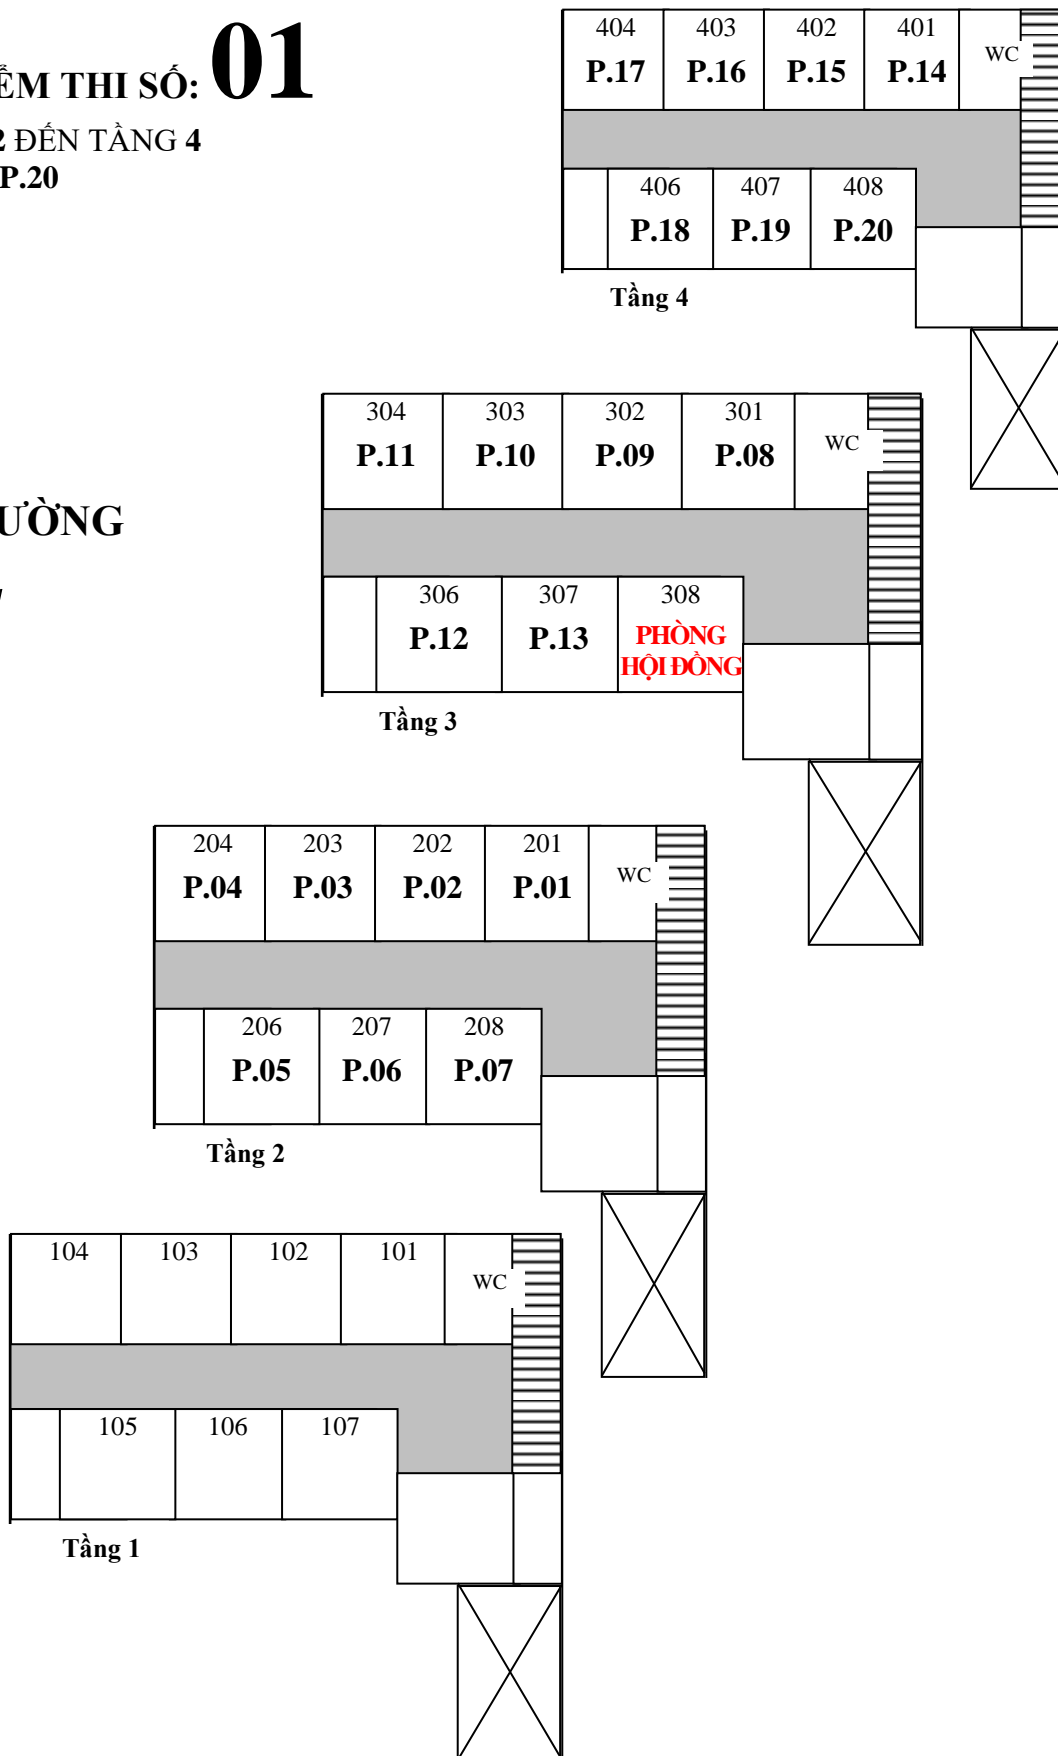 ỂM THI SỐ: 01
2 ĐẾN TẦNG 4
P.20
404 403 402 401
P.17 P.16 P.15 P.14 WC
406 407 408
P.18 P.19 P.20
Tầng 4
304 303 302 301
P.11 P.10 P.09 P.08 WC
ƯỜNG
306 307 308
P.12 P.13 PHÒNG
HỘI ĐỒNG
Tầng 3
204 203 202 201
P.04 P.03 P.02 P.01 WC
206 207 208
P.05 P.06 P.07
Tầng 2
104 103 102 101
WC
105 106 107
Tầng 1